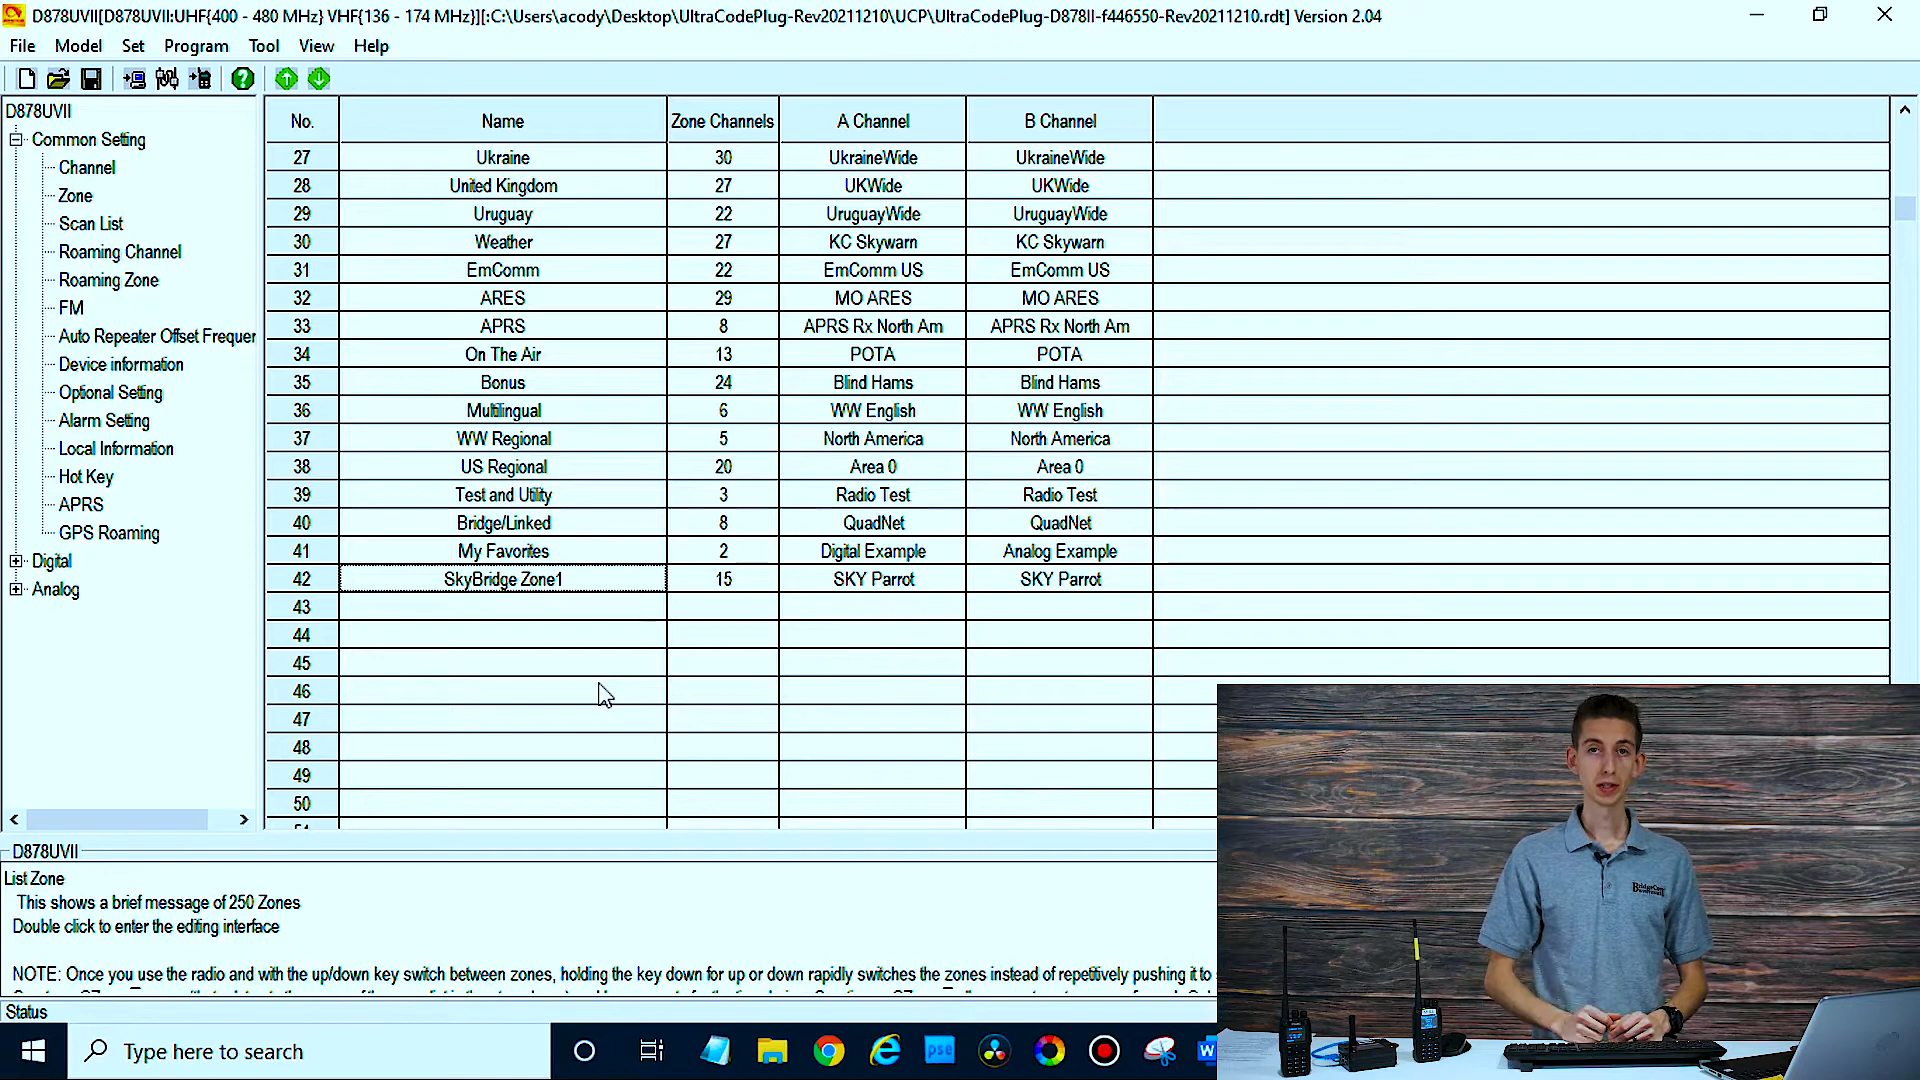 D878UVII[D878UVII:UHF{400 - 480 MHz} VHF{136 - 174 MHz}][:C:\Users\acody\Desktop\UltraCodePlug-Rev20211210\UCP\UltraCodePlug-D878II-f446550-Rev20211210.rdt] Version 2.04
File Model Set Program Tool View Help
D878UVII
Common Setting
Channel
Zone
Scan List
Roaming Channel
Roaming Zone
FM
Auto Repeater Offset Frequer
Device information
Optional Setting
Alarm Setting
Local Information
Hot Key
APRS
GPS Roaming
Digital
Analog
No. Name Zone Channels A Channel B Channel
27 Ukraine 30 UkraineWide UkraineWide
28 United Kingdom 27 UKWide UKWide
29 Uruguay 22 UruguayWide UruguayWide
30 Weather 27 KC Skywarn KC Skywarn
31 EmComm 22 EmComm US EmComm US
32 ARES 29 MO ARES MO ARES
33 APRS 8 APRS Rx North Am APRS Rx North Am
34 On The Air 13 POTA POTA
35 Bonus 24 Blind Hams Blind Hams
36 Multilingual 6 WW English WW English
37 WW Regional 5 North America North America
38 US Regional 20 Area 0 Area 0
39 Test and Utility 3 Radio Test Radio Test
40 Bridge/Linked 8 QuadNet QuadNet
41 My Favorites 2 Digital Example Analog Example
42 SkyBridge Zone1 15 SKY Parrot SKY Parrot
43
44
45
46
47
48
49
50
D878UVII
List Zone
This shows a brief message of 250 Zones
Double click to enter the editing interface
NOTE: Once you use the radio and with the up/down key switch between zones, holding the key down for up or down rapidly switches the zones instead of repetitively pushing it to
Status
Type here to search
pse
W